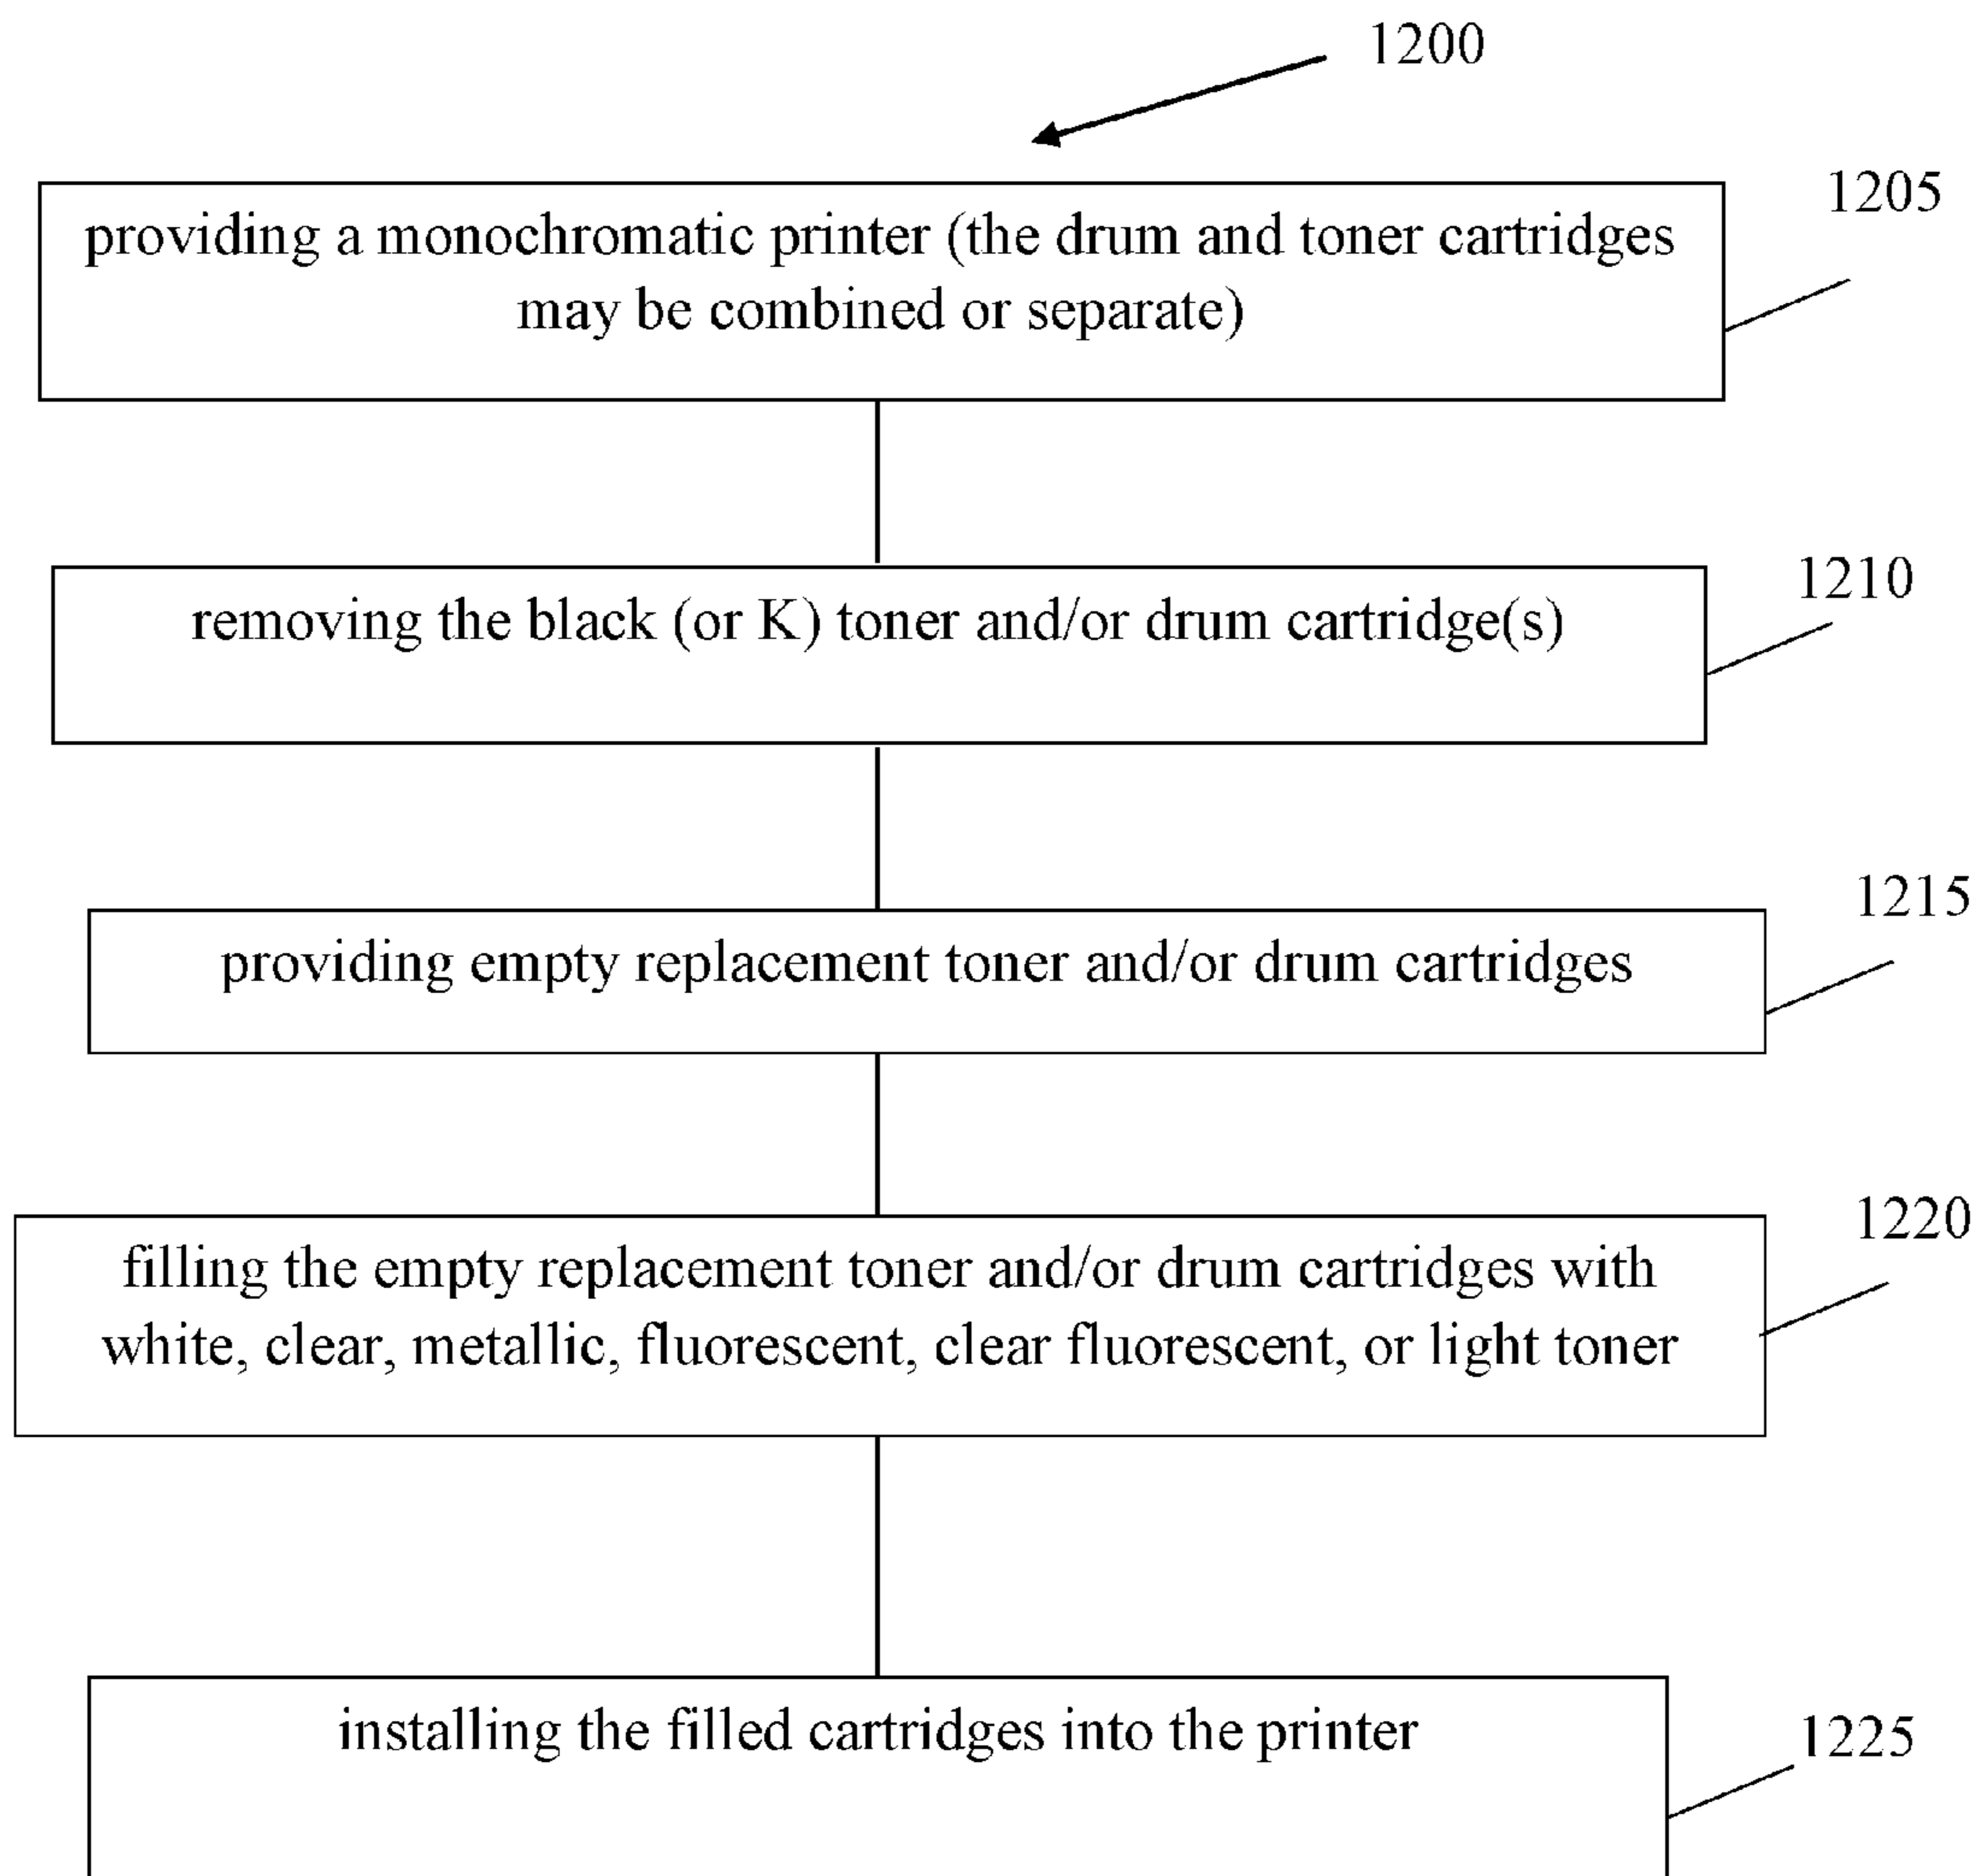 1200
1205
providing a monochromatic printer (the drum and toner cartridges
may be combined or separate)
1210
removing the black (or K) toner and/or drum cartridge(s)
1215
providing empty replacement toner and/or drum cartridges
1220
filling the empty replacement toner and/or drum cartridges with
white, clear, metallic, fluorescent, clear fluorescent, or light toner
installing the filled cartridges into the printer
1225